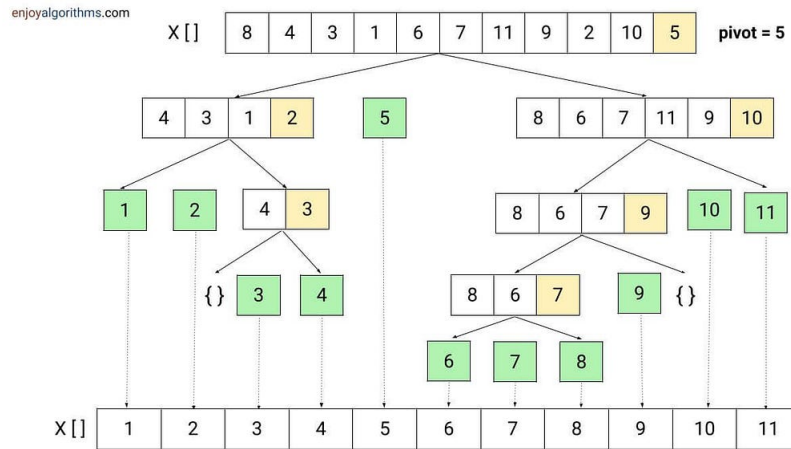 enjoyalgorithms.com
X [ ] 8 4 3 1 6 7 11 9 2 10 5 pivot = 5
4 3 1 2 5 8 6 7 11 9 10
1 2 4 3 8 6 7 9 10 11
{ } 3 4 8 6 7 9 { }
6 7 8
X [ ] 1 2 3 4 5 6 7 8 9 10 11